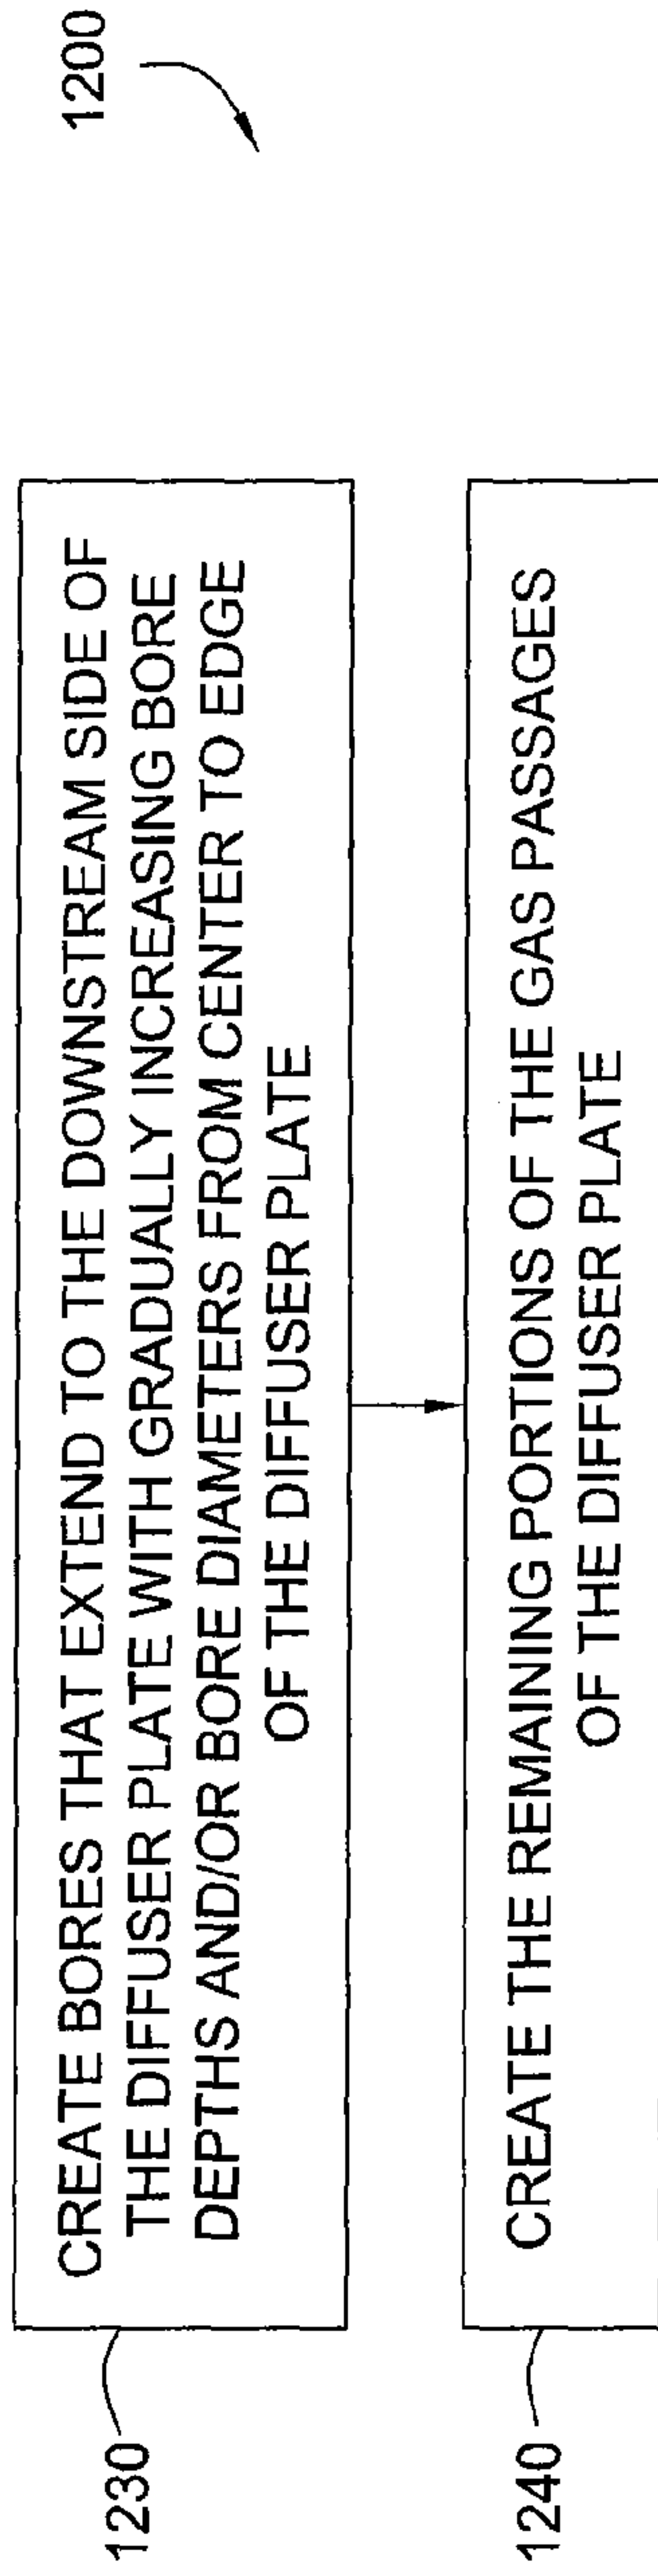 1200
1230
CREATE BORES THAT EXTEND TO THE DOWNSTREAM SIDE OF
THE DIFFUSER PLATE WITH GRADUALLY INCREASING BORE
DEPTHS AND/OR BORE DIAMETERS FROM CENTER TO EDGE
OF THE DIFFUSER PLATE
1240
CREATE THE REMAINING PORTIONS OF THE GAS PASSAGES
OF THE DIFFUSER PLATE